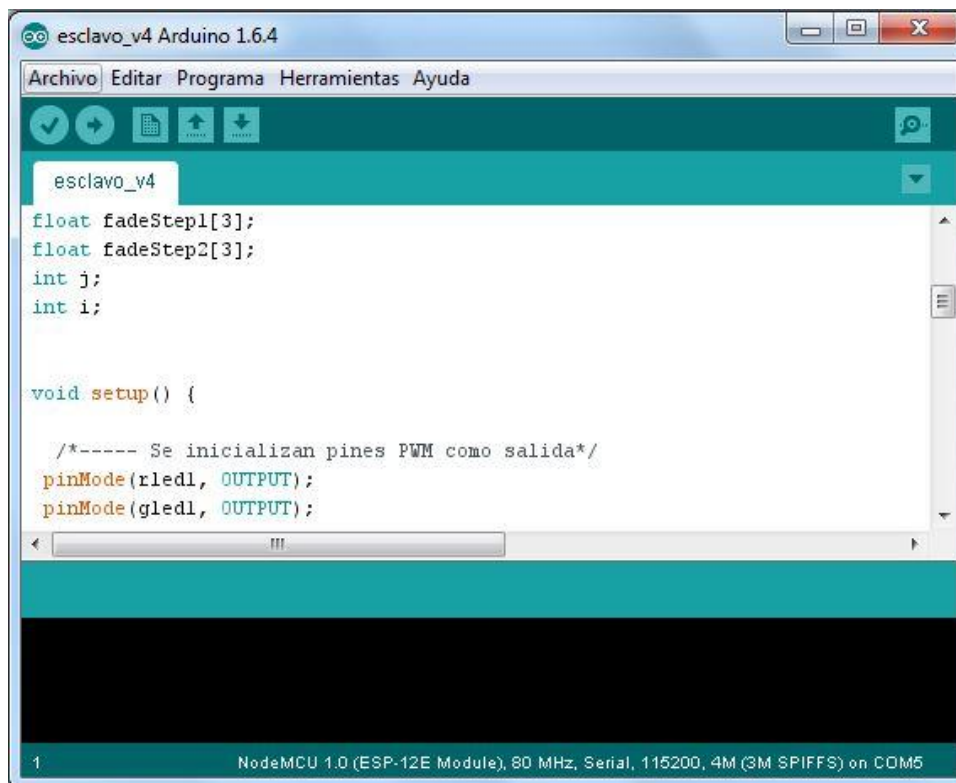 esclavo_v4 Arduino 1.6.4
Archivo Editar Programa Herramientas Ayuda
esclavo_v4
float fadeStep1[3];
float fadeStep2[3];
int j;
int i;
void setup() {
/*----- Se inicializan pines PWM como salida*/
pinMode(rled1, OUTPUT);
pinMode(gled1, OUTPUT);
1 NodeMCU 1.0 (ESP-12E Module), 80 MHz, Serial, 115200, 4M (3M SPIFFS) on COM5